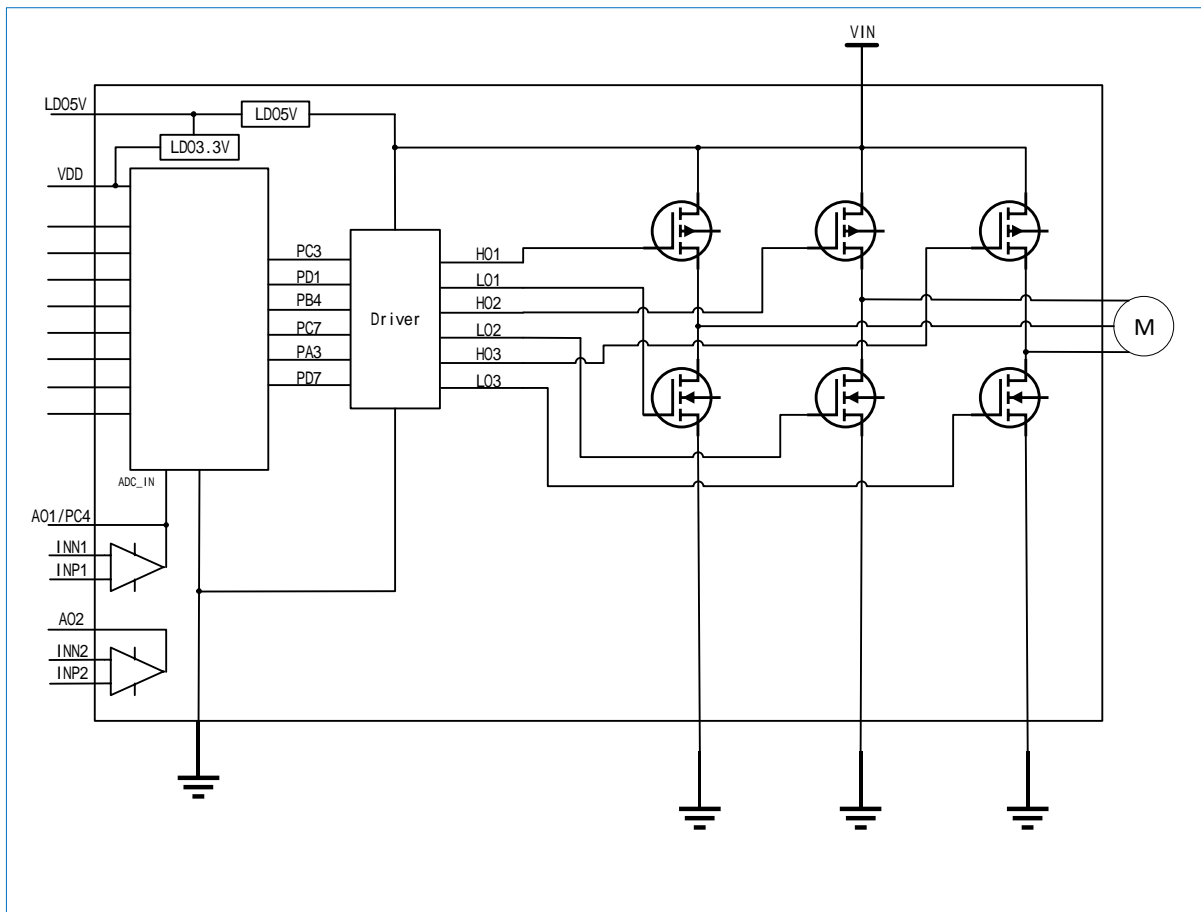 VIN
LDO5V
LDO5V
LDO3.3V
VDD
PC3
PD1
PB4
PC7
PA3
PD7
Driver
HO1
LO1
HO2
LO2
HO3
LO3
M
ADC_IN
AO1/PC4
INN1
INP1
AO2
INN2
INP2